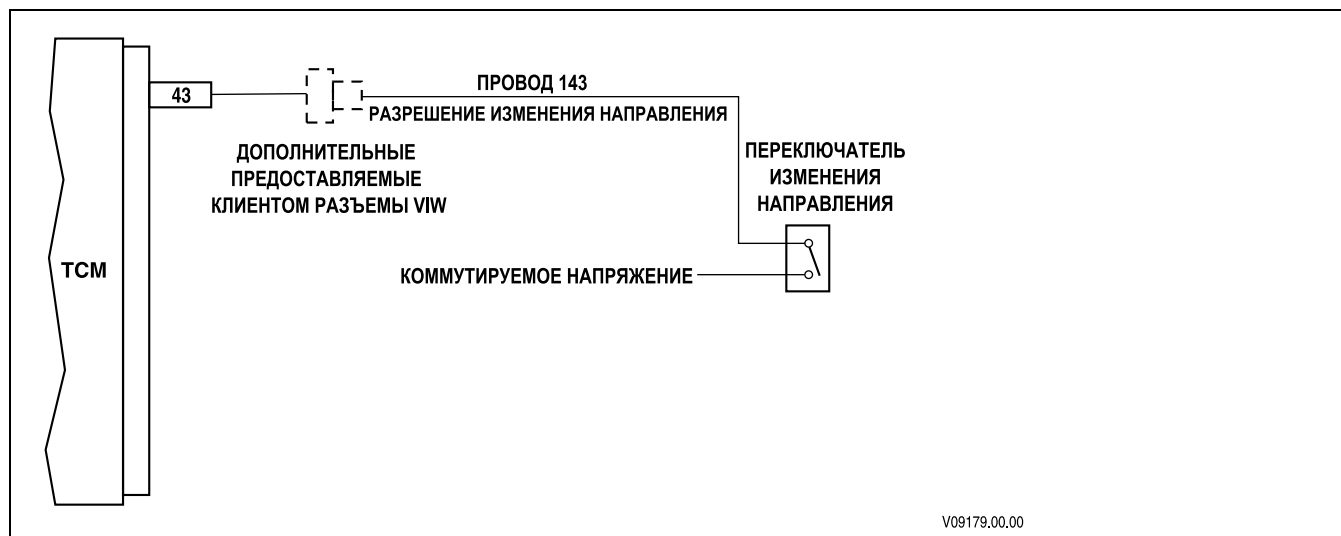 43
ПРОВОД 143
РАЗРЕШЕНИЕ ИЗМЕНЕНИЯ НАПРАВЛЕНИЯ
ДОПОЛНИТЕЛЬНЫЕ
ПРЕДОСТАВЛЯЕМЫЕ
КЛИЕНТОМ РАЗЪЕМЫ VIW
ПЕРЕКЛЮЧАТЕЛЬ
ИЗМЕНЕНИЯ
НАПРАВЛЕНИЯ
TCM
КОММУТИРУЕМОЕ НАПРЯЖЕНИЕ
V09179.00.00